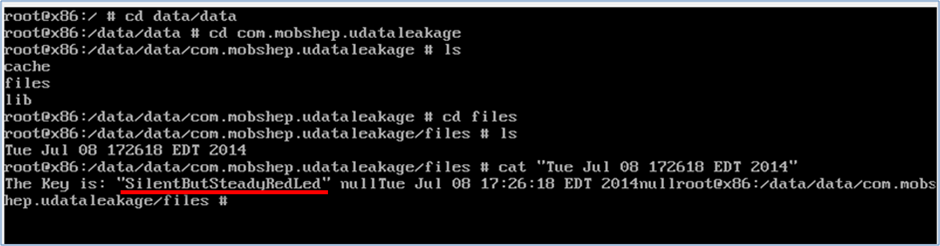 root@x86:/ # cd data/data
root@x86:/data/data # cd com.mobshep.udataleakage
root@x86:/data/data/com.mobshep.udataleakage # ls
cache
files
lib
root@x86:/data/data/com.mobshep.udataleakage # cd files
root@x86:/data/data/com.mobshep.udataleakage/files # ls
Tue Jul 08 172618 EDT 2014
root@x86:/data/data/com.mobshep.udataleakage/files # cat "Tue Jul 08 172618 EDT 2014"
The Key is: "SilentButSteadyRedLed" nullTue Jul 08 17:26:18 EDT 2014nullroot@x86:/data/data/com.mobs
hep.udataleakage/files #